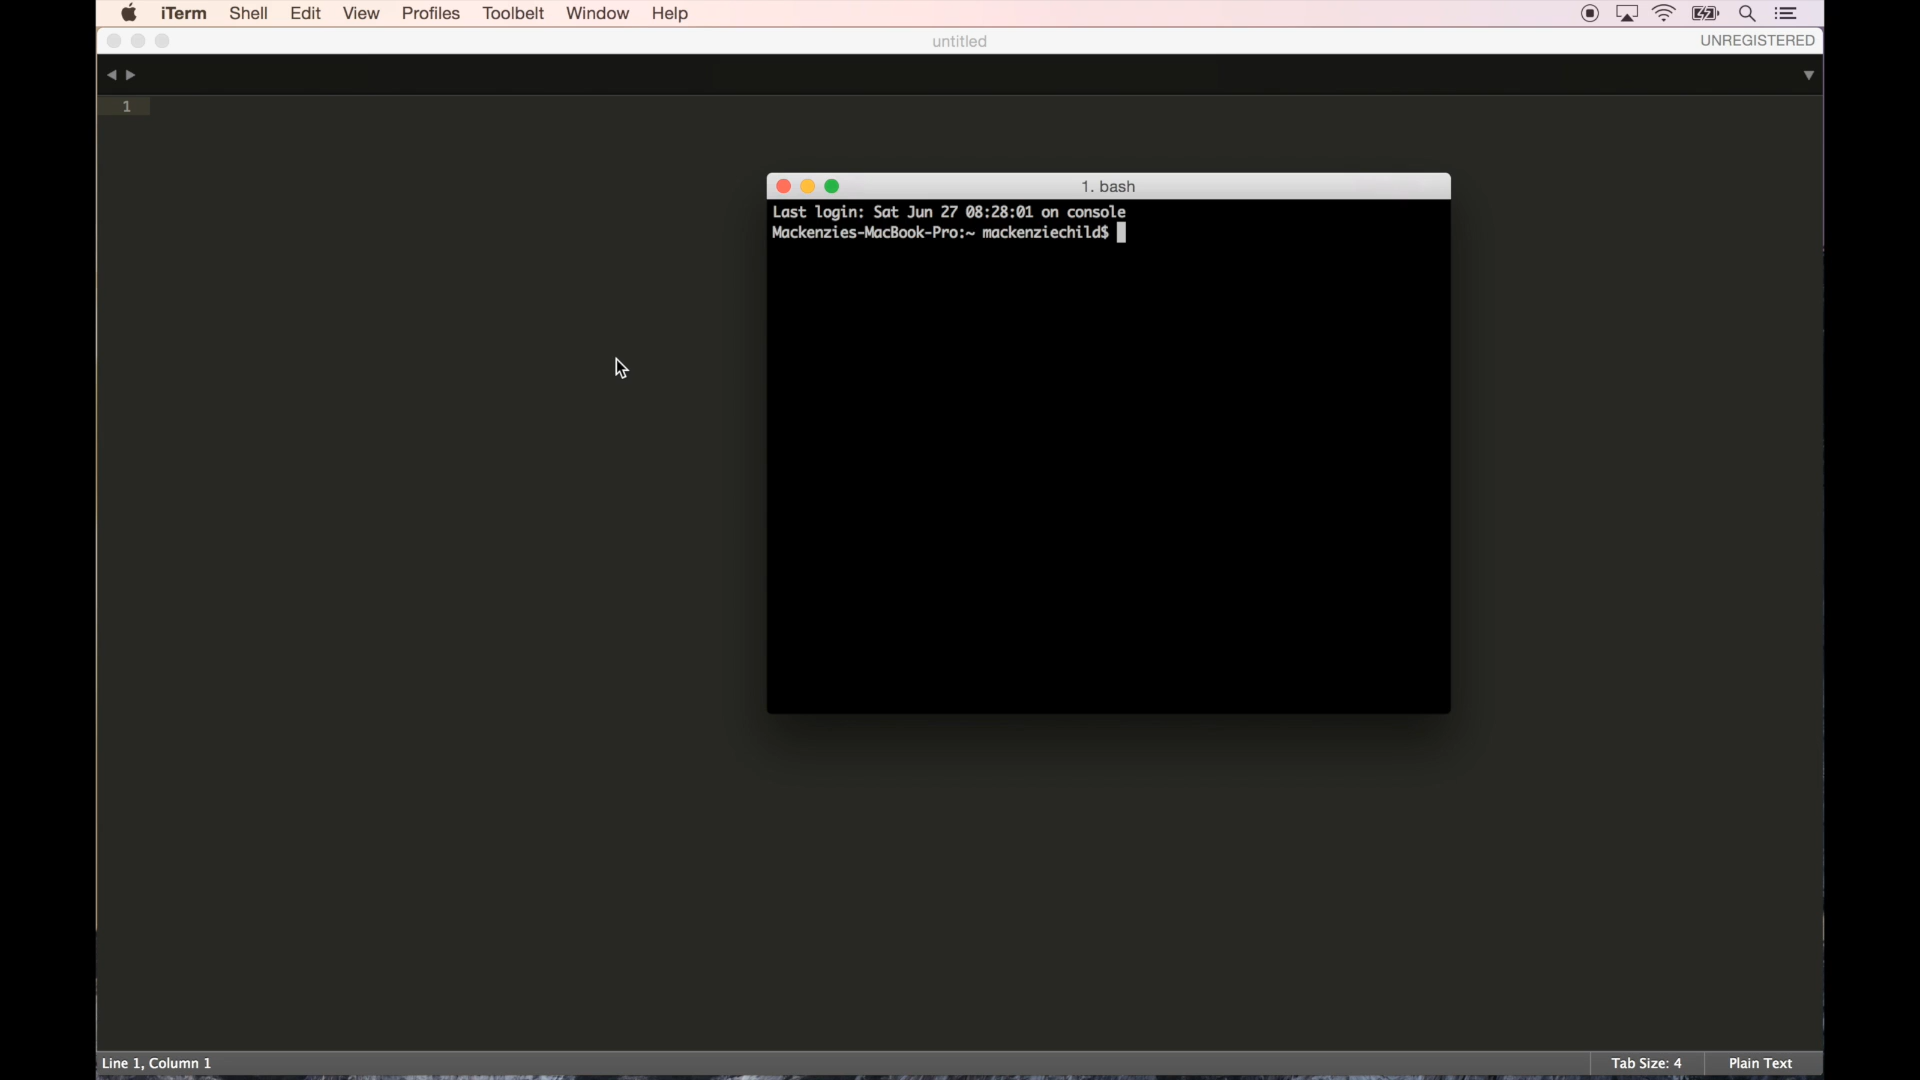 iTerm Shell Edit View Profiles Toolbelt Window Help
untitled UNREGISTERED
1
1. bash
Last login: Sat Jun 27 08:28:01 on console
Mackenzies-MacBook-Pro:~ mackenziechild$
Line 1, Column 1 Tab Size: 4 Plain Text